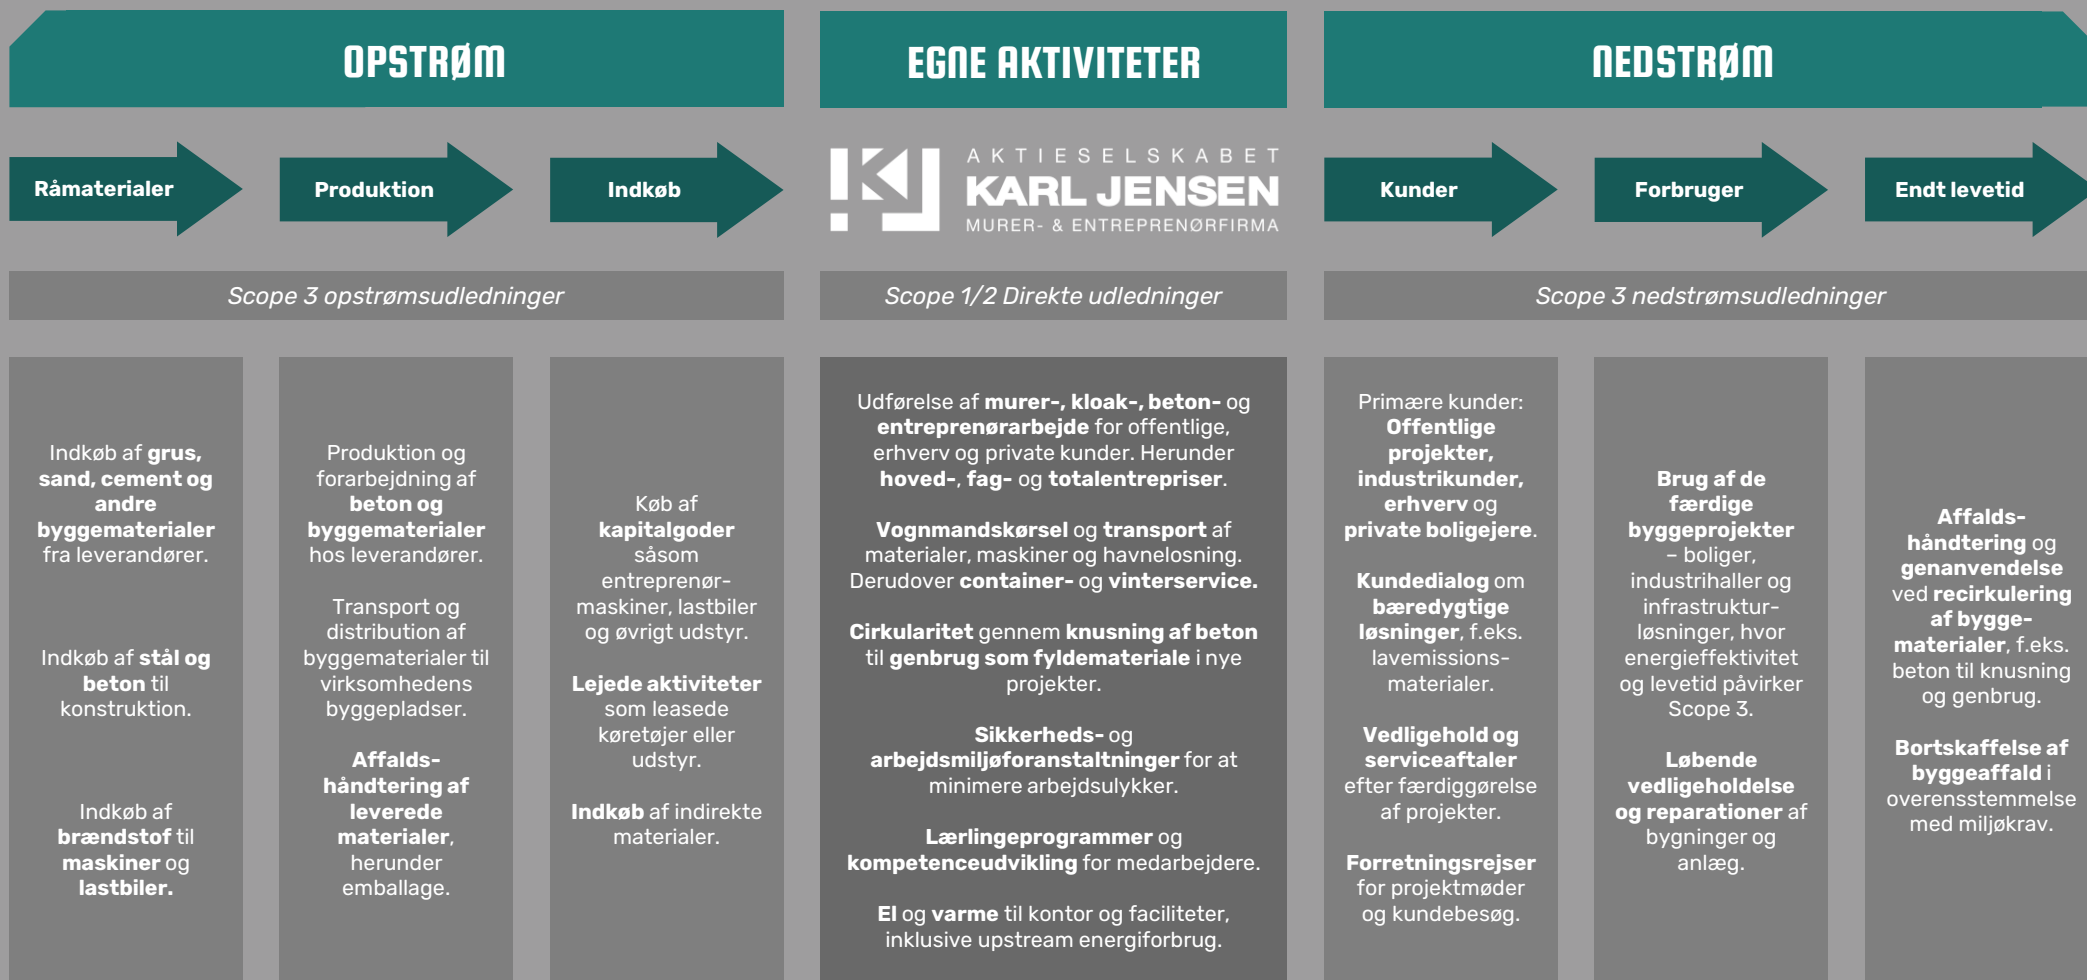 OPSTRØM
EGNE AKTIVITETER
NEDSTRØM
Råmaterialer
Produktion
Indkøb
AKTIESELSKABET
KARL JENSEN
MURER- & ENTREPRENØRFIRMA
Kunder
Forbruger
Endt levetid
Scope 3 opstrømsudledninger
Scope 1/2 Direkte udledninger
Scope 3 nedstrømsudledninger
Indkøb af grus,
sand, cement og
andre
byggematerialer
fra leverandører.
Indkøb af stål og
beton til
konstruktion.
Indkøb af
brændstof til
maskiner og
lastbiler.
Produktion og
forarbejdning af
beton og
byggematerialer
hos leverandører.
Transport og
distribution af
byggematerialer til
virksomhedens
byggepladser.
Affalds-
håndtering af
leverede
materialer,
herunder
emballage.
Køb af
kapitalgoder
såsom
entreprenør-
maskiner, lastbiler
og øvrigt udstyr.
Lejede aktiviteter
som leasede
køretøjer eller
udstyr.
Indkøb af indirekte
materialer.
Udførelse af murer-, kloak-, beton- og
entreprenørarbejde for offentlige,
erhverv og private kunder. Herunder
hoved-, fag- og totalentrepriser.
Vognmandskørsel og transport af
materialer, maskiner og havnelosning.
Derudover container- og vinterservice.
Cirkularitet gennem knusning af beton
til genbrug som fyldemateriale i nye
projekter.
Sikkerheds- og
arbejdsmiljøforanstaltninger for at
minimere arbejdsulykker.
Lærlingeprogrammer og
kompetenceudvikling for medarbejdere.
El og varme til kontor og faciliteter,
inklusive upstream energiforbrug.
Primære kunder:
Offentlige
projekter,
industrikunder,
erhverv og
private boligejere.
Kundedialog om
bæredygtige
løsninger, f.eks.
lavemissions-
materialer.
Vedligehold og
serviceaftaler
efter færdiggørelse
af projekter.
Forretningsrejser
for projektmøder
og kundebesøg.
Brug af de
færdige
byggeprojekter
– boliger,
industrihaller og
infrastruktur-
løsninger, hvor
energieffektivitet
og levetid påvirker
Scope 3.
Løbende
vedligeholdelse
og reparationer af
bygninger og
anlæg.
Affalds-
håndtering og
genanvendelse
ved recirkulering
af bygge-
materialer, f.eks.
beton til knusning
og genbrug.
Bortskaffelse af
byggeaffald i
overensstemmelse
med miljøkrav.